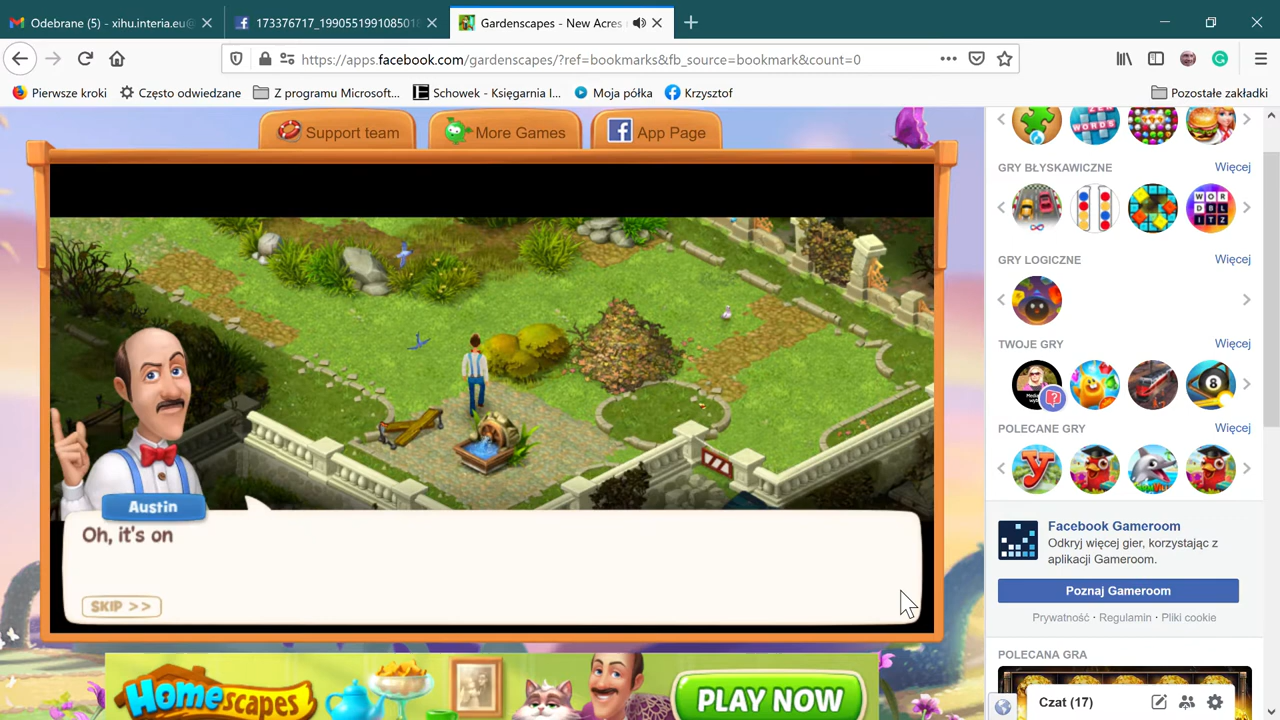 Odebrane (5) - xihu.interia.eu@
173376717_1990551991085018
Gardenscapes - New Acres
https://apps.facebook.com/gardenscapes/?ref=bookmarks&fb_source=bookmark&count=0
Pierwsze kroki
Często odwiedzane
Z programu Microsoft...
Schowek - Księgarnia I...
Moja półka
Krzysztof
Pozostałe zakładki
Support team
More Games
App Page
GRY BŁYSKAWICZNE
Więcej
GRY LOGICZNE
Więcej
TWOJE GRY
Więcej
POLECANE GRY
Więcej
Austin
Oh, it's on
SKIP >>
Facebook Gameroom
Odkryj więcej gier, korzystając z
aplikacji Gameroom.
Poznaj Gameroom
Prywatność · Regulamin · Pliki cookie
POLECANA GRA
Homescapes
PLAY NOW
Czat (17)